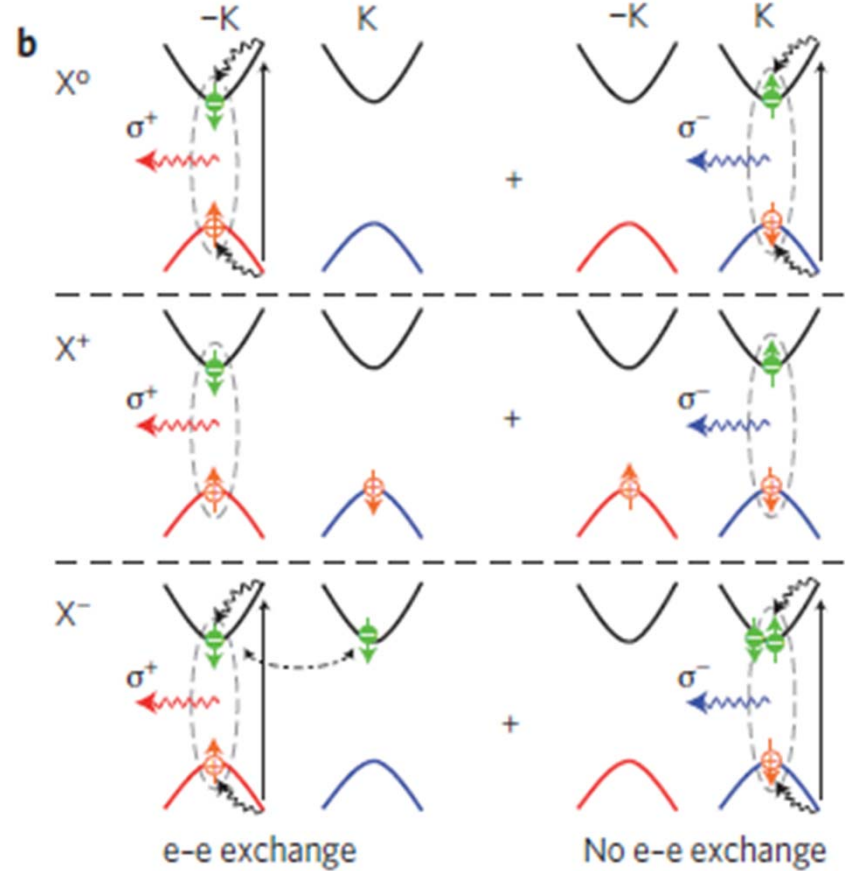 b
−K K −K K
X⁰
σ⁺ + σ⁻
X⁺
σ⁺ + σ⁻
X⁻
σ⁺ + σ⁻
e–e exchange No e–e exchange